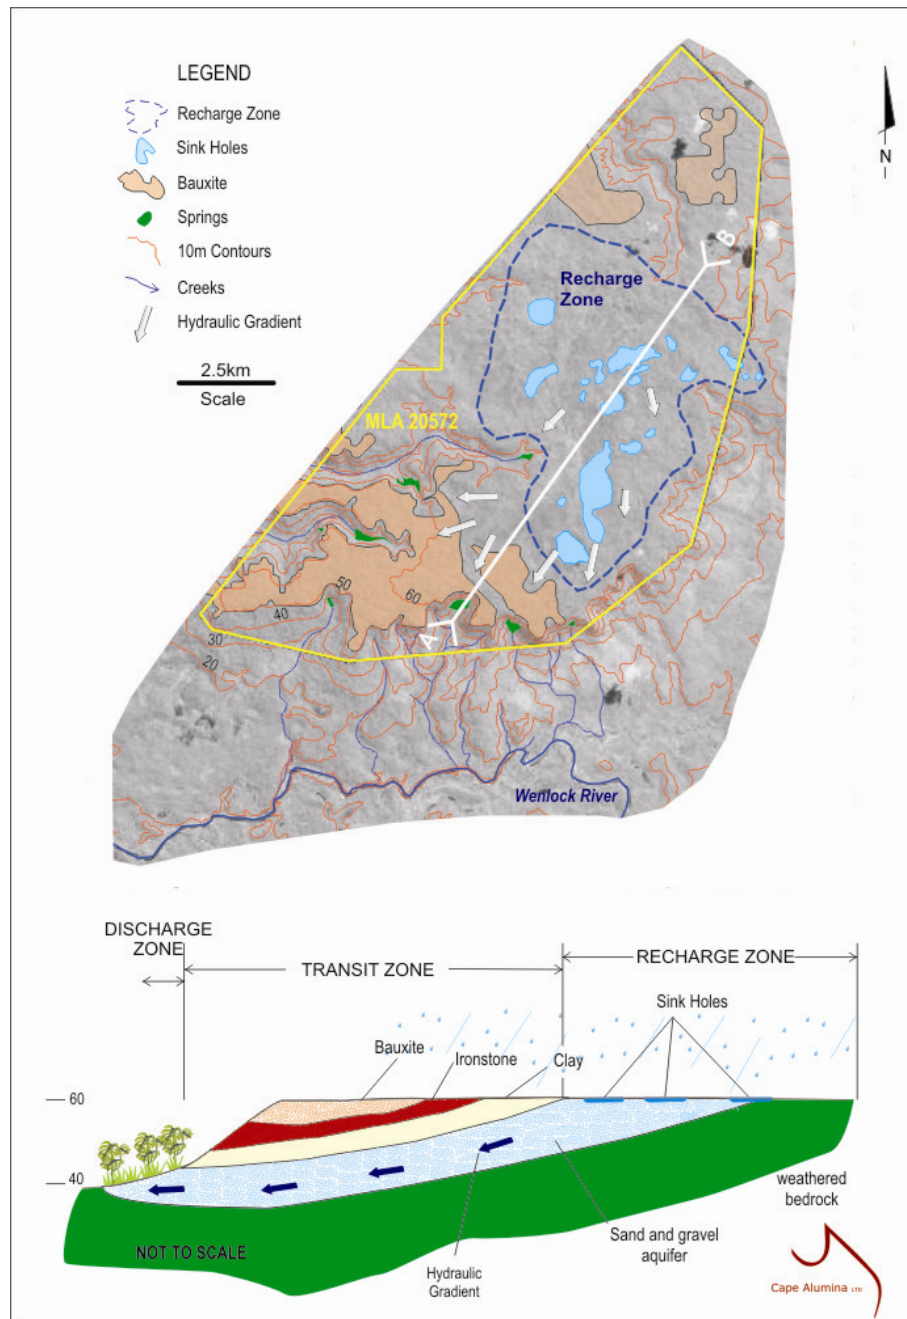 LEGEND
Recharge Zone
Sink Holes
Bauxite
Springs
10m Contours
Creeks
Hydraulic Gradient
2.5km
Scale
N
B
Recharge
Zone
MLA 20572
50
60
40
30
20
A
Wenlock River
DISCHARGE
ZONE
TRANSIT ZONE
RECHARGE ZONE
Sink Holes
Bauxite
Ironstone
Clay
60
40
weathered
bedrock
Sand and gravel
aquifer
NOT TO SCALE
Hydraulic
Gradient
Cape Alumina LTD